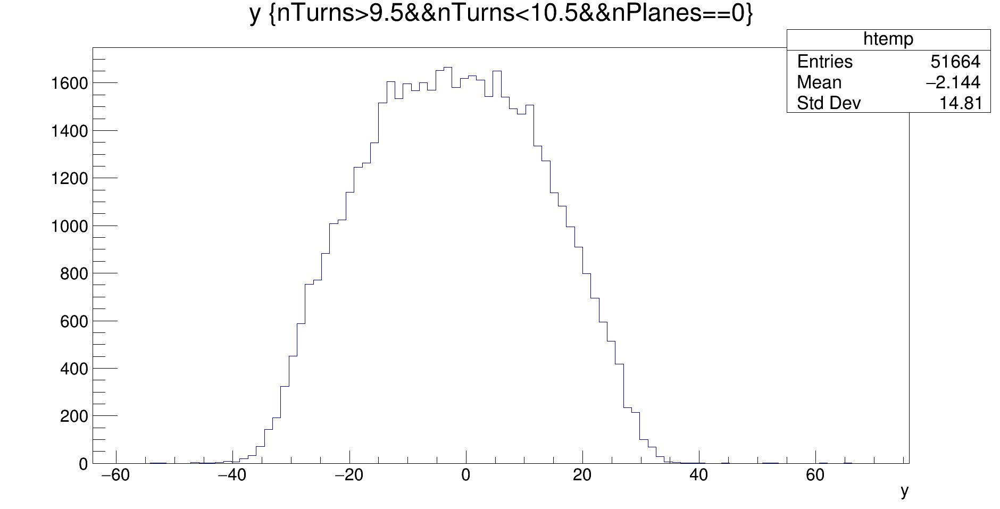 y {nTurns>9.5&&nTurns<10.5&&nPlanes==0}
htemp
Entries 51664
Mean −2.144
Std Dev 14.81
1600
1400
1200
1000
800
600
400
200
0
−60 −40 −20 0 20 40 60
y